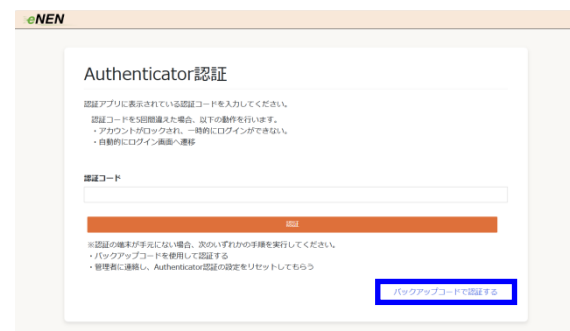 eNEN
Authenticator認証
認証アプリに表示されている認証コードを入力してください。
認証コードを5回間違えた場合、以下の動作を行います。
・アカウントがロックされ、一時的にログインができない。
・自動的にログイン画面へ遷移
認証コード
認証
※認証の端末が手元にない場合、次のいずれかの手順を実行してください。
・バックアップコードを使用して認証する
・管理者に連絡し、Authenticator認証の設定をリセットしてもらう
バックアップコードで認証する